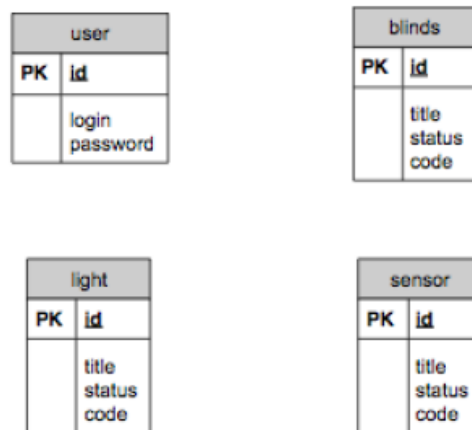 user
PK id
login
password
blinds
PK id
title
status
code
light
PK id
title
status
code
sensor
PK id
title
status
code